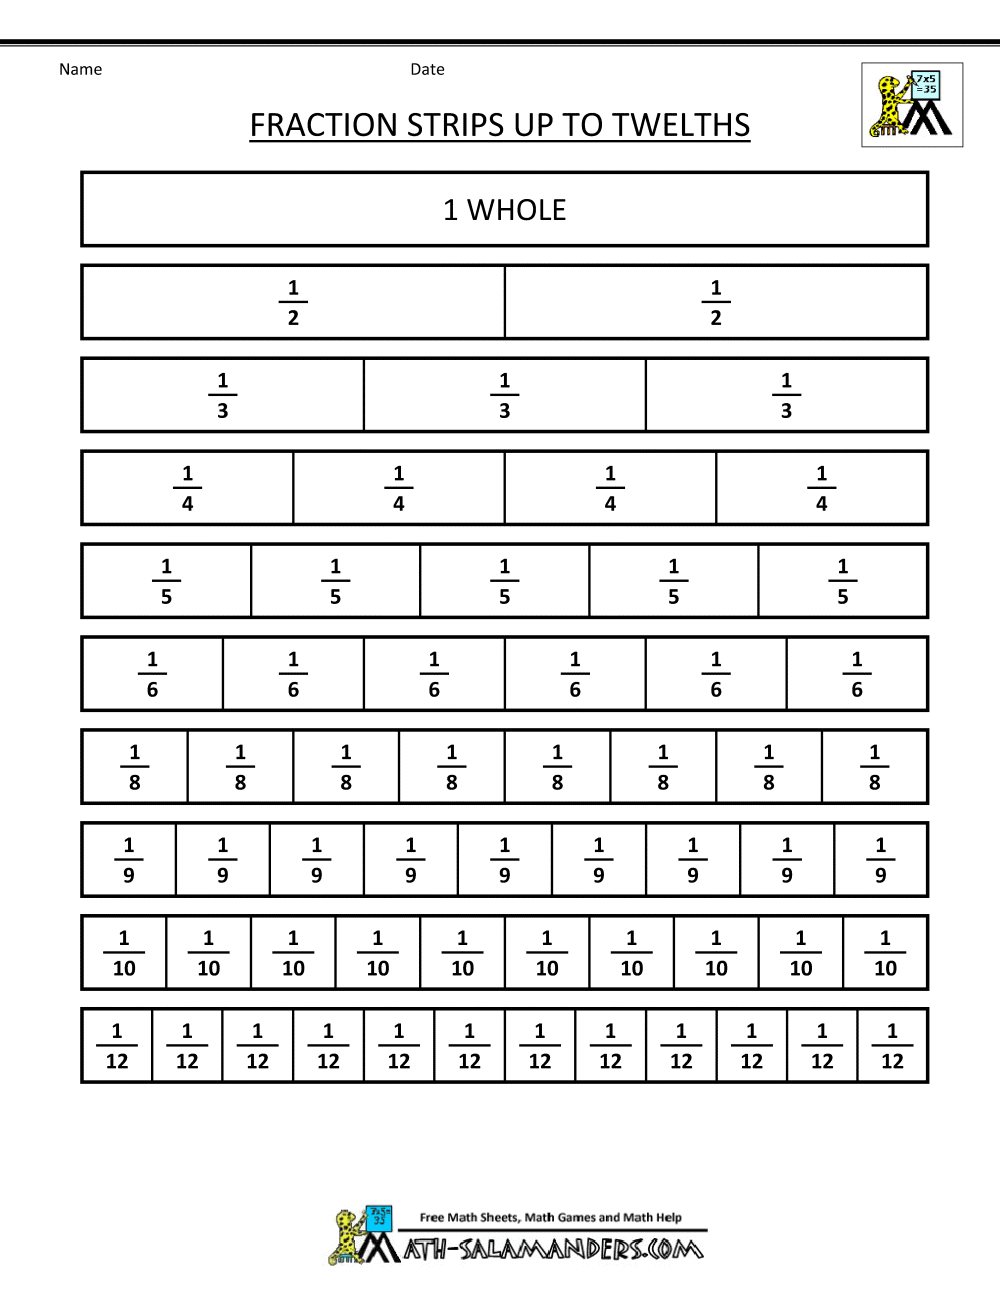 Name Date
7x5
=35
FRACTION STRIPS UP TO TWELTHS
1 WHOLE
1 1
2 2
1 1 1
3 3 3
1 1 1 1
4 4 4 4
1 1 1 1 1
5 5 5 5 5
1 1 1 1 1 1
6 6 6 6 6 6
1 1 1 1 1 1 1 1
8 8 8 8 8 8 8 8
1 1 1 1 1 1 1 1 1
9 9 9 9 9 9 9 9 9
1 1 1 1 1 1 1 1 1 1
10 10 10 10 10 10 10 10 10 10
1 1 1 1 1 1 1 1 1 1 1 1
12 12 12 12 12 12 12 12 12 12 12 12
7x5=
35
Free Math Sheets, Math Games and Math Help
MATH-SALAMANDERS.COM